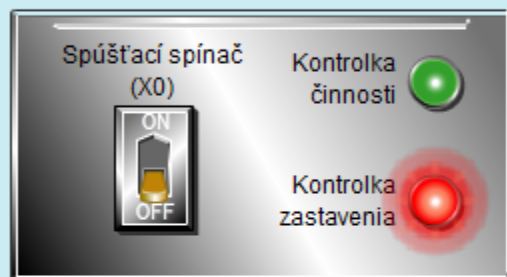 Spúšťací spínač
(X0)
ON
OFF
Kontrolka
činnosti
Kontrolka
zastavenia